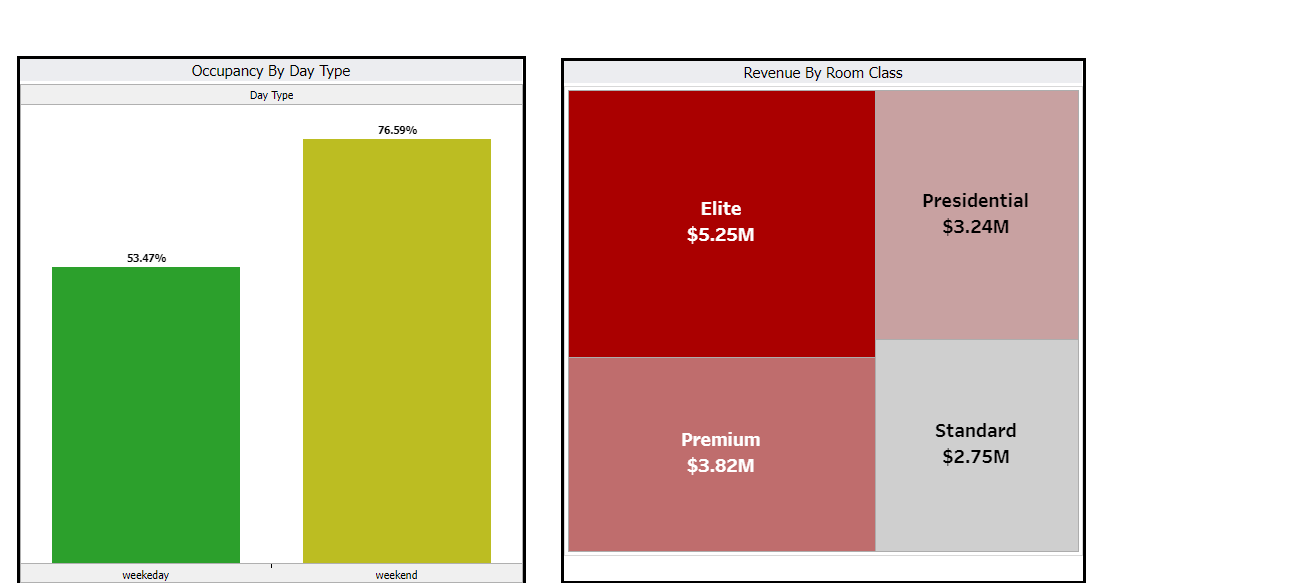 Occupancy By Day Type
Day Type
76.59%
53.47%
weekeday
weekend
Revenue By Room Class
Elite
$5.25M
Presidential
$3.24M
Premium
$3.82M
Standard
$2.75M